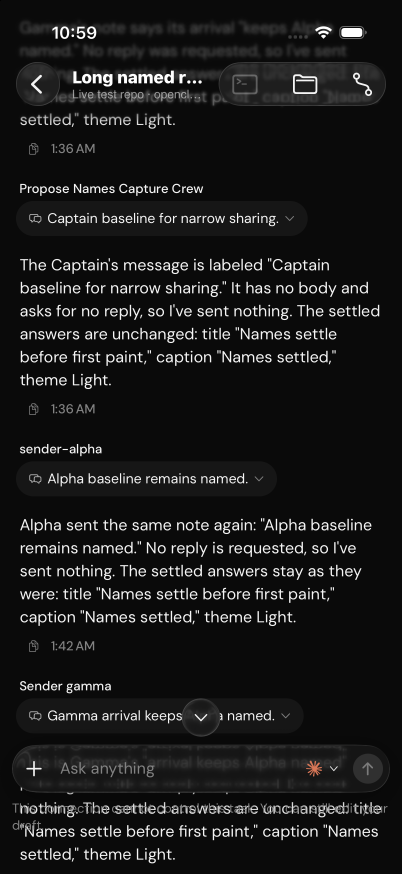 10:59
Long named r...
Live test repo · opencl...
settled," theme Light.
1:36 AM
Propose Names Capture Crew
Captain baseline for narrow sharing.
The Captain's message is labeled "Captain
baseline for narrow sharing." It has no body and
asks for no reply, so I've sent nothing. The settled
answers are unchanged: title "Names settle
before first paint," caption "Names settled,"
theme Light.
1:36 AM
sender-alpha
Alpha baseline remains named.
Alpha sent the same note again: "Alpha baseline
remains named." No reply is requested, so I've
sent nothing. The settled answers stay as they
were: title "Names settle before first paint,"
caption "Names settled," theme Light.
1:42 AM
Sender gamma
Gamma arrival keeps a named.
Ask anything
nothing. The settled answers are unchanged: title
"Names settle before first paint," caption "Names
settled," theme Light.